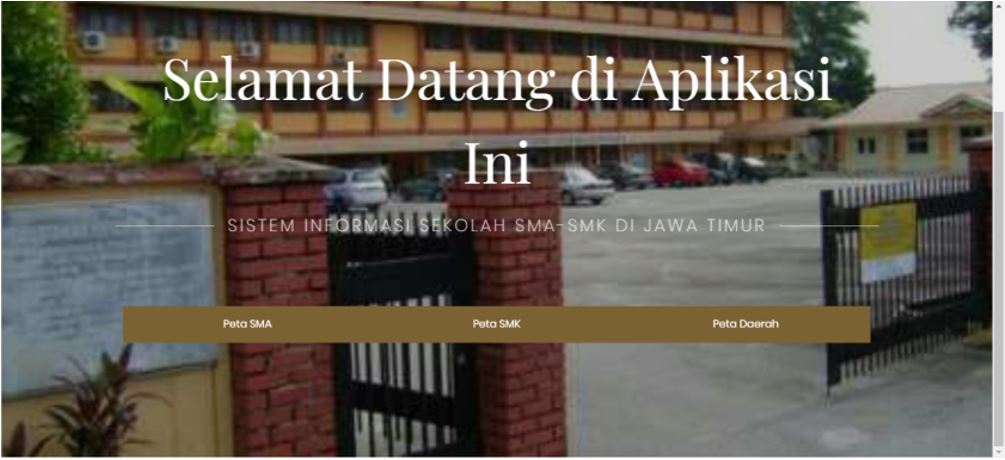 Selamat Datang di Aplikasi
Ini
SISTEM INFORMASI SEKOLAH SMA-SMK DI JAWA TIMUR
Peta SMA
Peta SMK
Peta Daerah